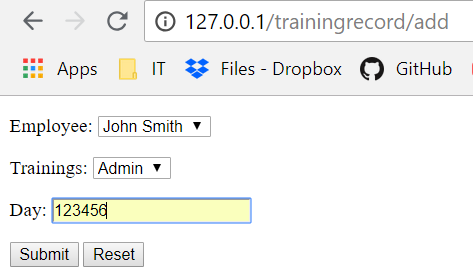 127.0.0.1/trainingrecord/add
Apps IT Files - Dropbox GitHub
Employee: John Smith ▼
Trainings: Admin ▼
Day: 123456
Submit Reset